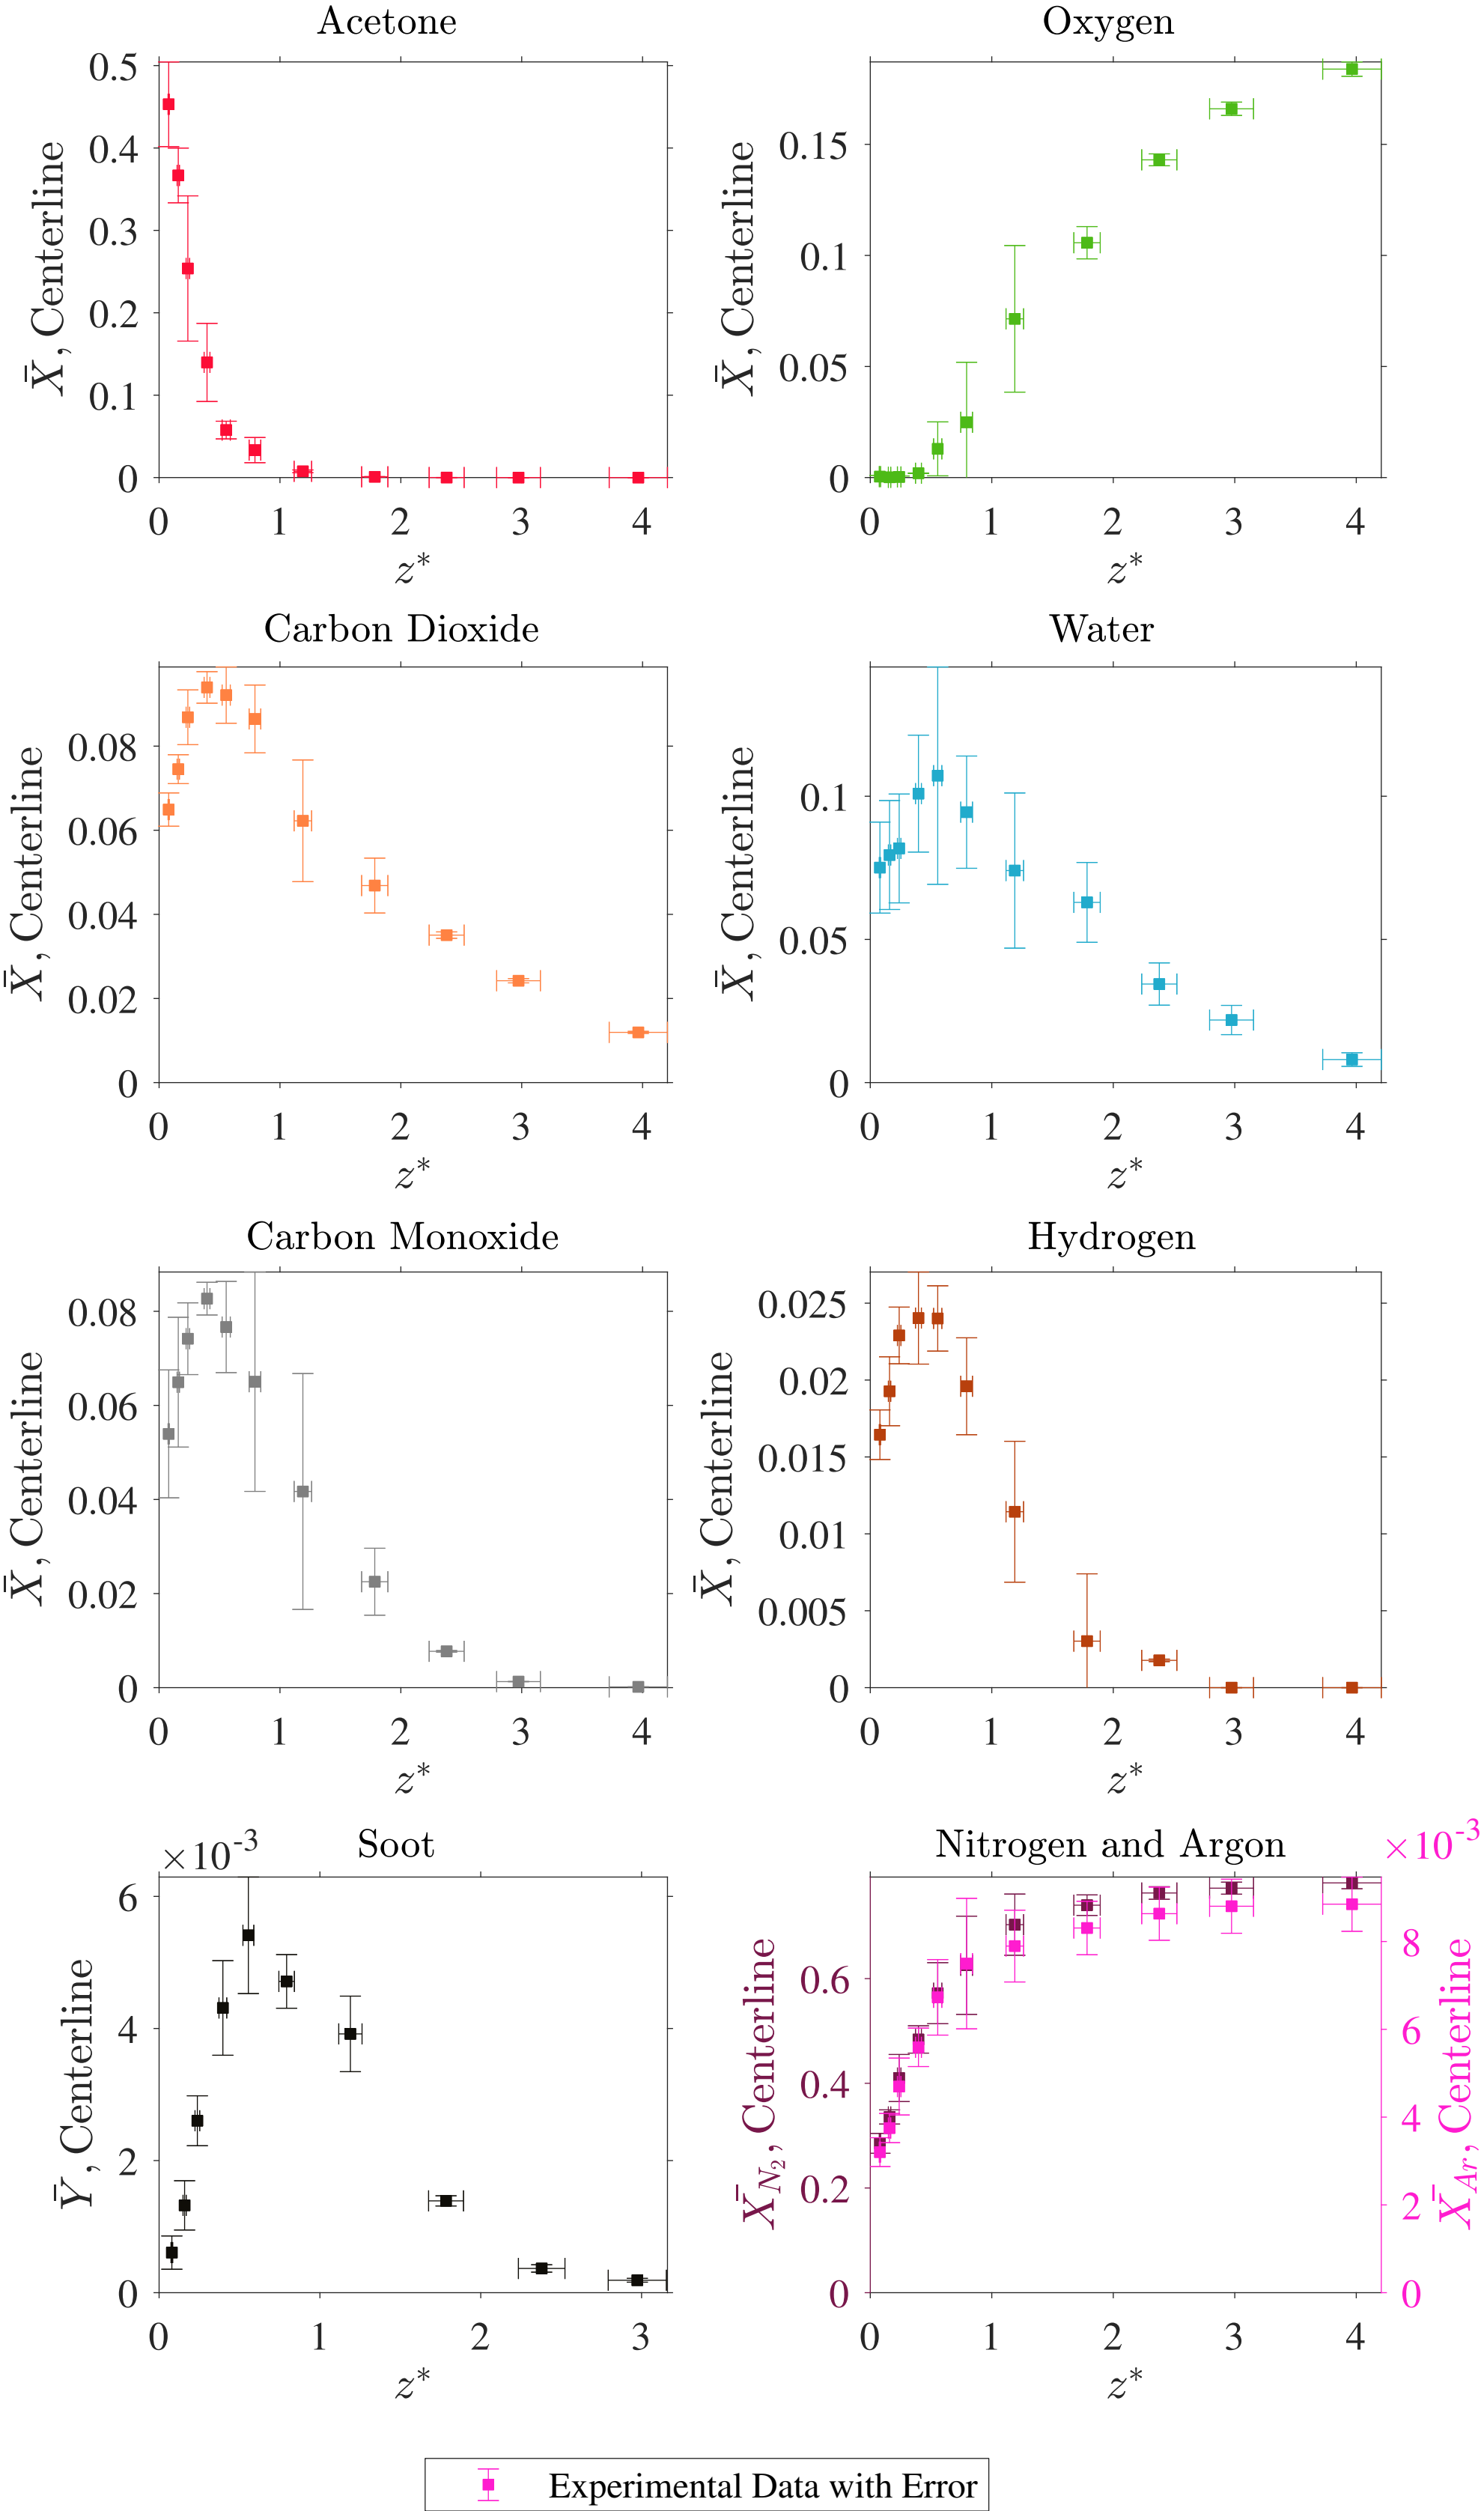 Acetone
0.5
0.4
0.3
0.2
0.1
0
X̄, Centerline
0 1 2 3 4
z*
Oxygen
0.15
0.1
0.05
0
X̄, Centerline
0 1 2 3 4
z*
Carbon Dioxide
0.08
0.06
0.04
0.02
0
X̄, Centerline
0 1 2 3 4
z*
Water
0.1
0.05
0
X̄, Centerline
0 1 2 3 4
z*
Carbon Monoxide
0.08
0.06
0.04
0.02
0
X̄, Centerline
0 1 2 3 4
z*
Hydrogen
0.025
0.02
0.015
0.01
0.005
0
X̄, Centerline
0 1 2 3 4
z*
Soot
×10⁻³
6
4
2
0
Ȳ, Centerline
0 1 2 3
z*
Nitrogen and Argon
0.6
0.4
0.2
0
X̄_N₂, Centerline
×10⁻³
8
6
4
2
0
X̄_Ar, Centerline
0 1 2 3 4
z*
Experimental Data with Error